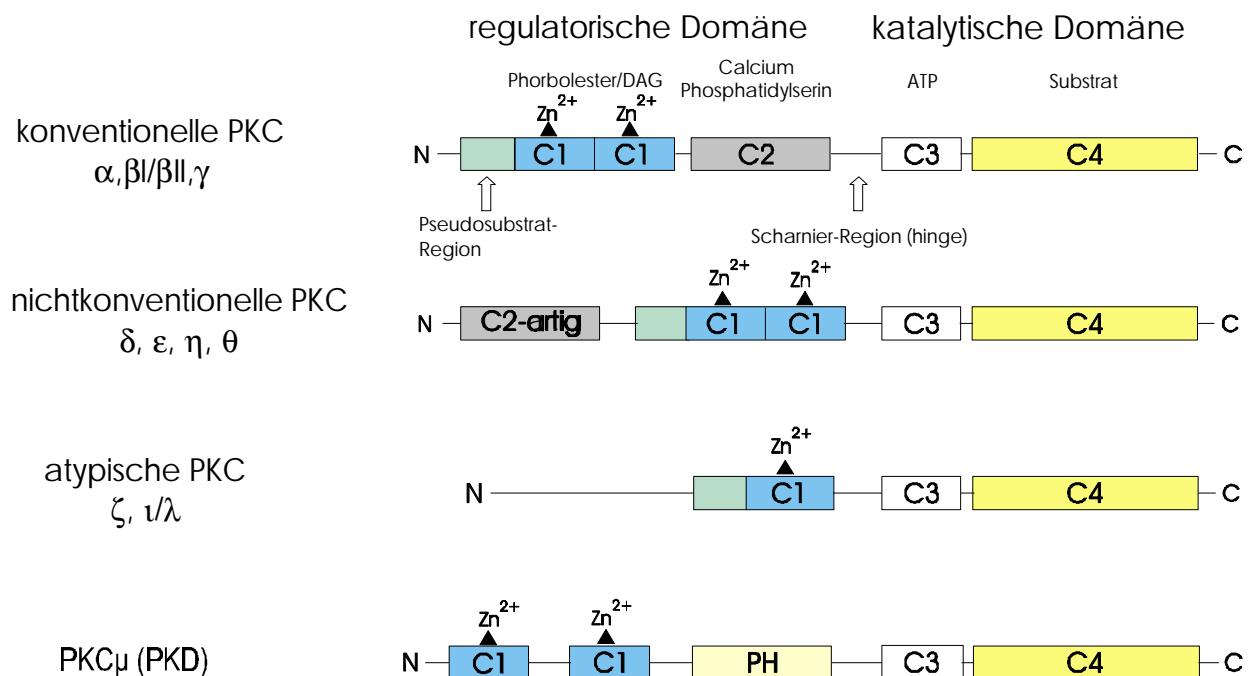 regulatorische Domäne katalytische Domäne
Phorbolester/DAG Calcium Phosphatidylserin ATP Substrat
Zn2+ Zn2+
konventionelle PKC
α,βI/βII,γ
N C1 C1 C2 C3 C4 C
Pseudosubstrat-
Region
Scharnier-Region (hinge)
Zn2+ Zn2+
nichtkonventionelle PKC
δ, ε, η, θ
N C2-artig C1 C1 C3 C4 C
Zn2+
atypische PKC
ζ, ι/λ
N C1 C3 C4 C
Zn2+ Zn2+
PKCμ (PKD)
N C1 C1 PH C3 C4 C